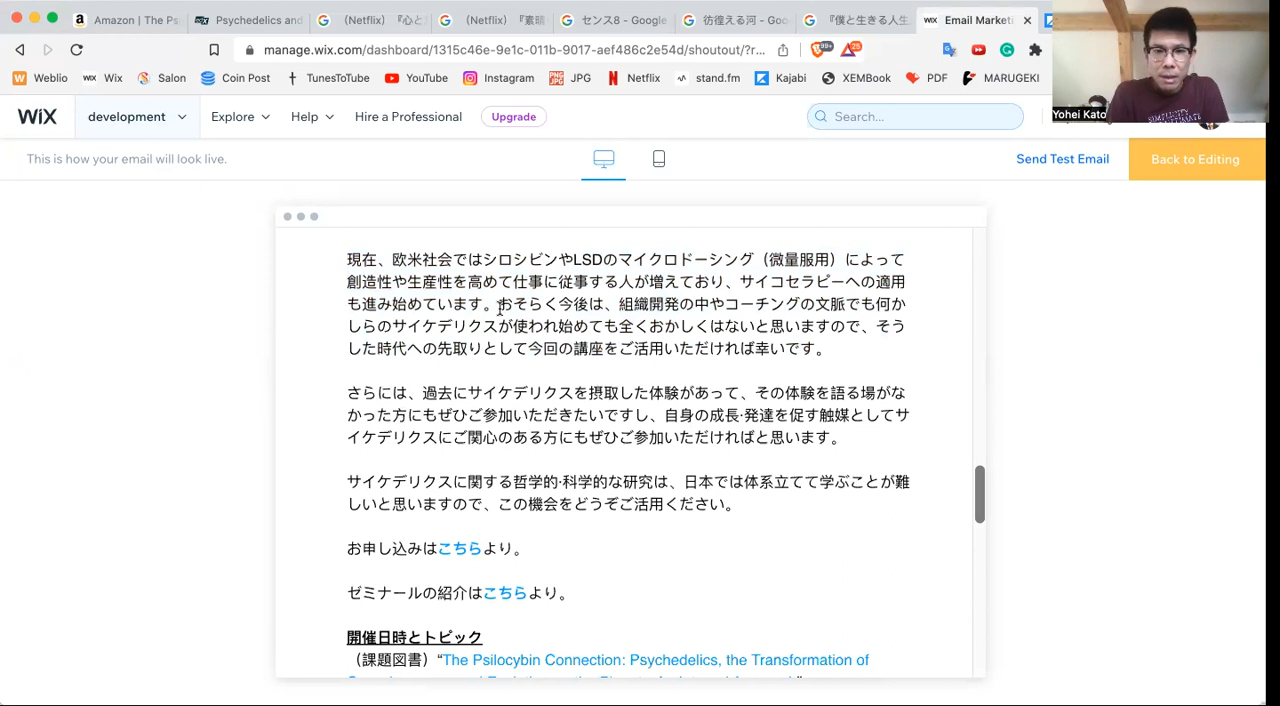 Amazon | The Ps
Psychedelics and
（Netflix）『心と
（Netflix）『素晴
センス8 - Google
彷徨える河 - Goo
『僕と生きる人生
WiX Email Marketi
manage.wix.com/dashboard/1315c46e-9e1c-011b-9017-aef486c2e54d/shoutout/?r...
99+
25
Weblio
WiX Wix
Salon
Coin Post
TunesToTube
YouTube
Instagram
JPG
Netflix
stand.fm
Kajabi
XEMBook
PDF
MARUGEKI
Yohei Kato
WiX
development
Explore
Help
Hire a Professional
Upgrade
Search...
This is how your email will look live.
Send Test Email
Back to Editing
現在、欧米社会ではシロシビンやLSDのマイクロドーシング（微量服用）によって
創造性や生産性を高めて仕事に従事する人が増えており、サイコセラピーへの適用
も進み始めています。おそらく今後は、組織開発の中やコーチングの文脈でも何か
しらのサイケデリクスが使われ始めても全くおかしくはないと思いますので、そう
した時代への先取りとして今回の講座をご活用いただければ幸いです。
さらには、過去にサイケデリクスを摂取した体験があって、その体験を語る場がな
かった方にもぜひご参加いただきたいですし、自身の成長·発達を促す触媒としてサ
イケデリクスにご関心のある方にもぜひご参加いただければと思います。
サイケデリクスに関する哲学的·科学的な研究は、日本では体系立てて学ぶことが難
しいと思いますので、この機会をどうぞご活用ください。
お申し込みはこちらより。
ゼミナールの紹介はこちらより。
開催日時とトピック
（課題図書）“The Psilocybin Connection: Psychedelics, the Transformation of